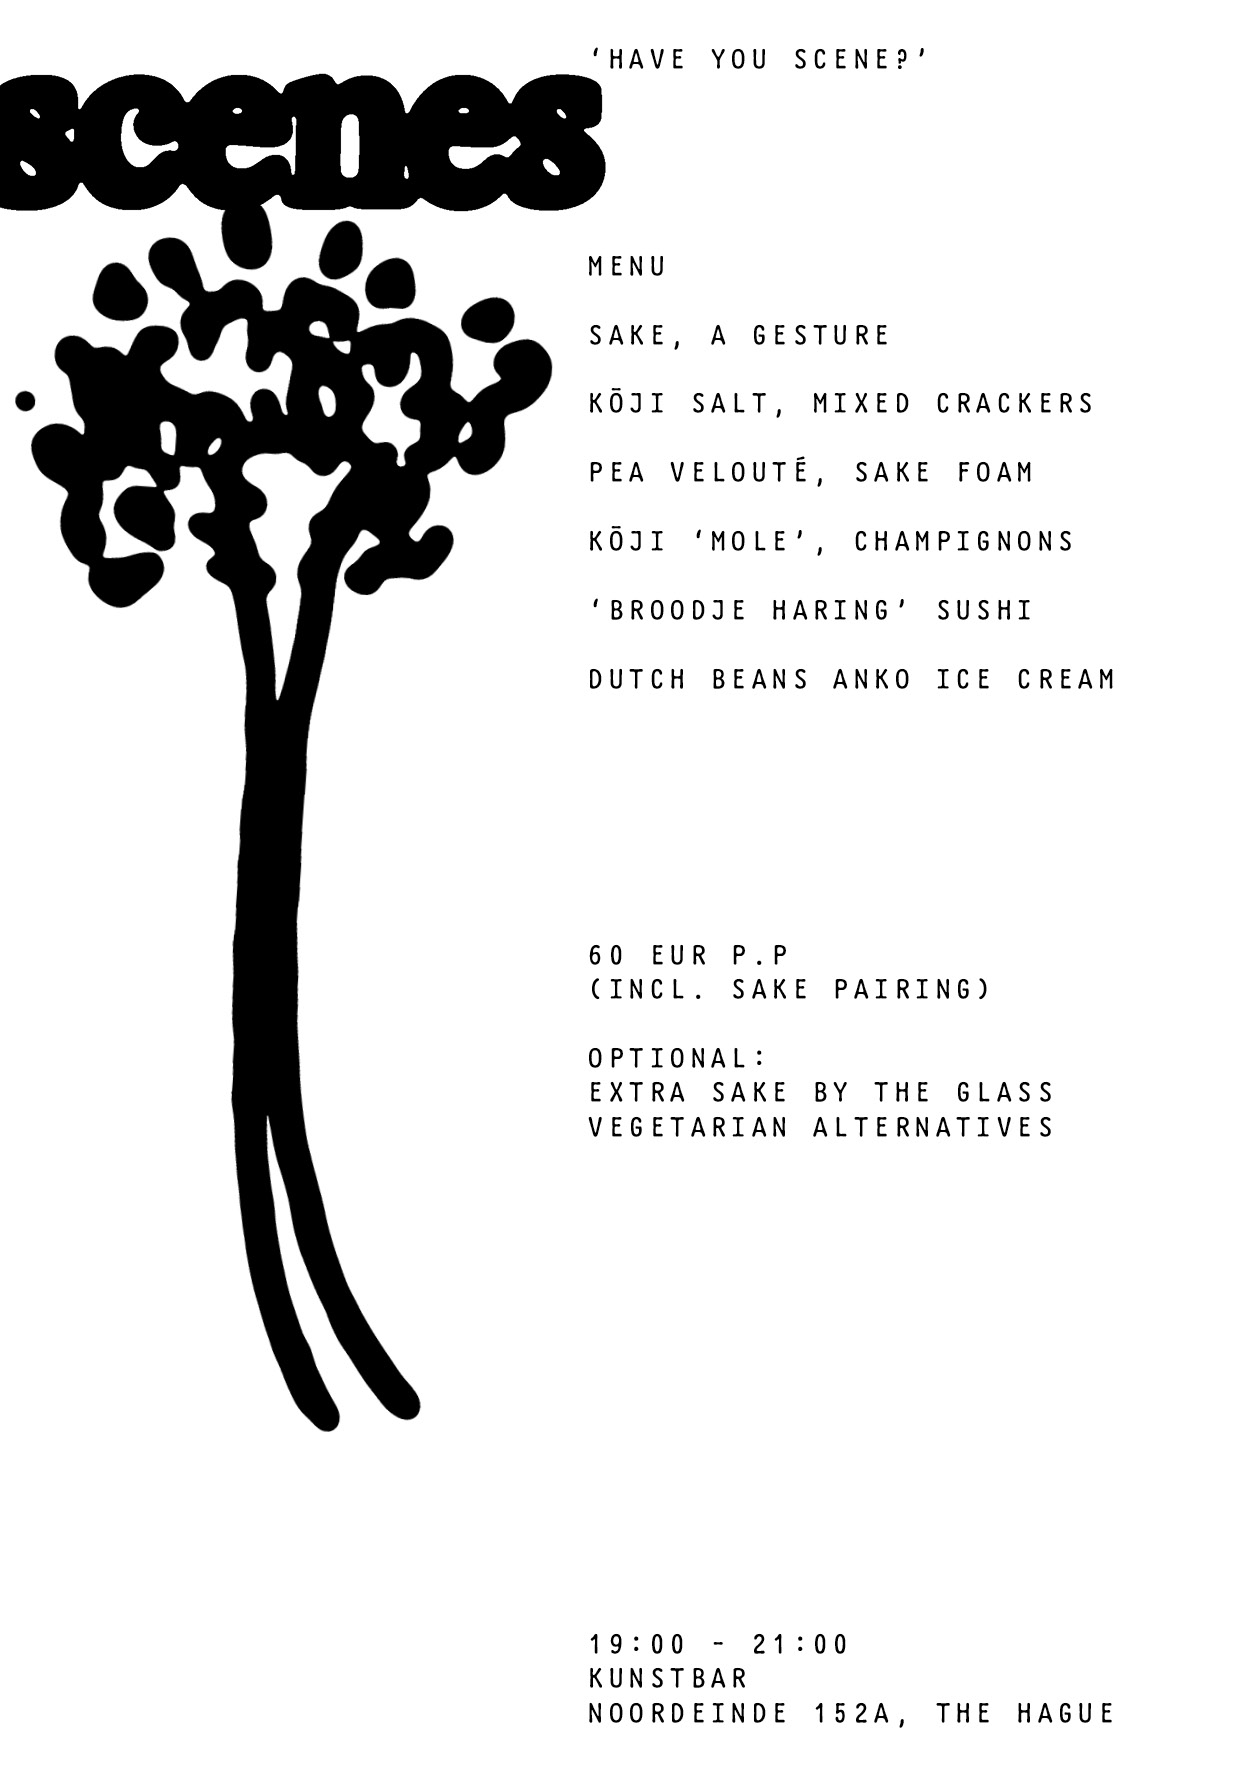 ‘HAVE YOU SCENE?’
scenes
MENU
SAKE, A GESTURE
KŌJI SALT, MIXED CRACKERS
PEA VELOUTÉ, SAKE FOAM
KŌJI ‘MOLE’, CHAMPIGNONS
‘BROODJE HARING’ SUSHI
DUTCH BEANS ANKO ICE CREAM
60 EUR P.P
(INCL. SAKE PAIRING)
OPTIONAL:
EXTRA SAKE BY THE GLASS
VEGETARIAN ALTERNATIVES
19:00 - 21:00
KUNSTBAR
NOORDEINDE 152A, THE HAGUE